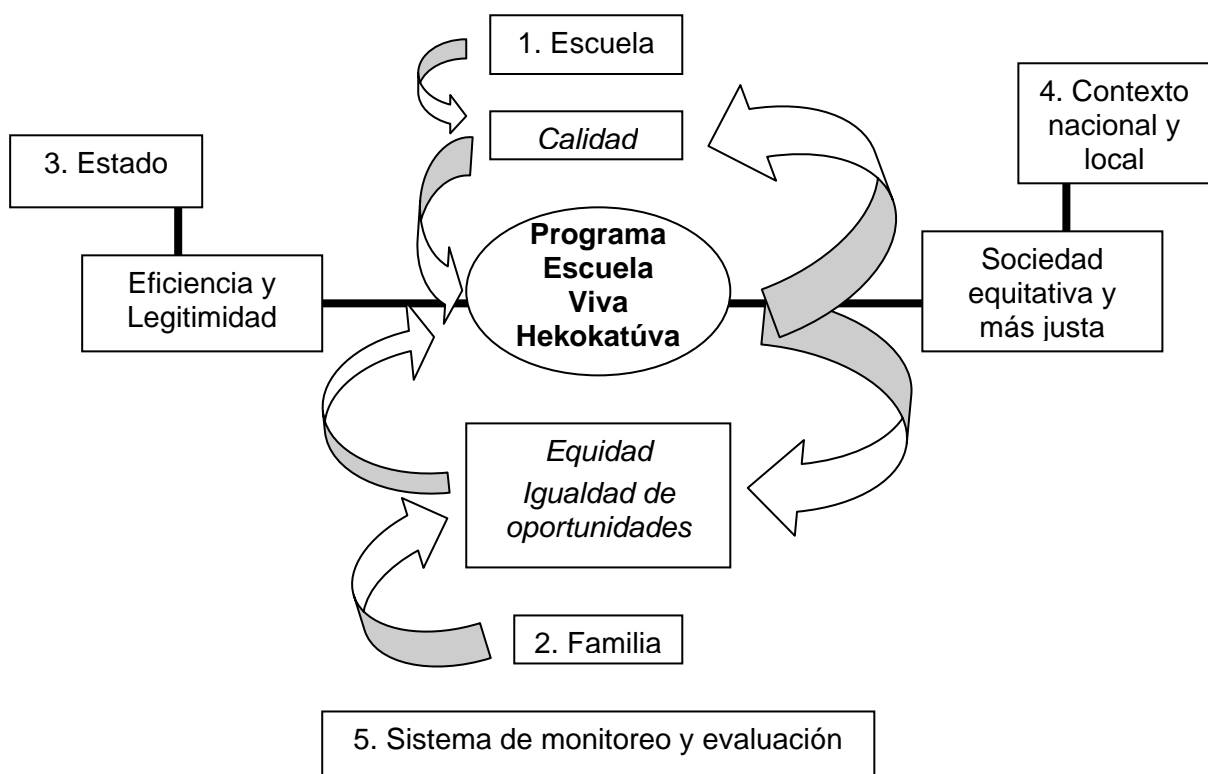 1. Escuela
Calidad
4. Contexto
nacional y
local
3. Estado
Eficiencia y
Legitimidad
Programa
Escuela
Viva
Hekokatúva
Sociedad
equitativa y
más justa
Equidad
Igualdad de
oportunidades
2. Familia
5. Sistema de monitoreo y evaluación